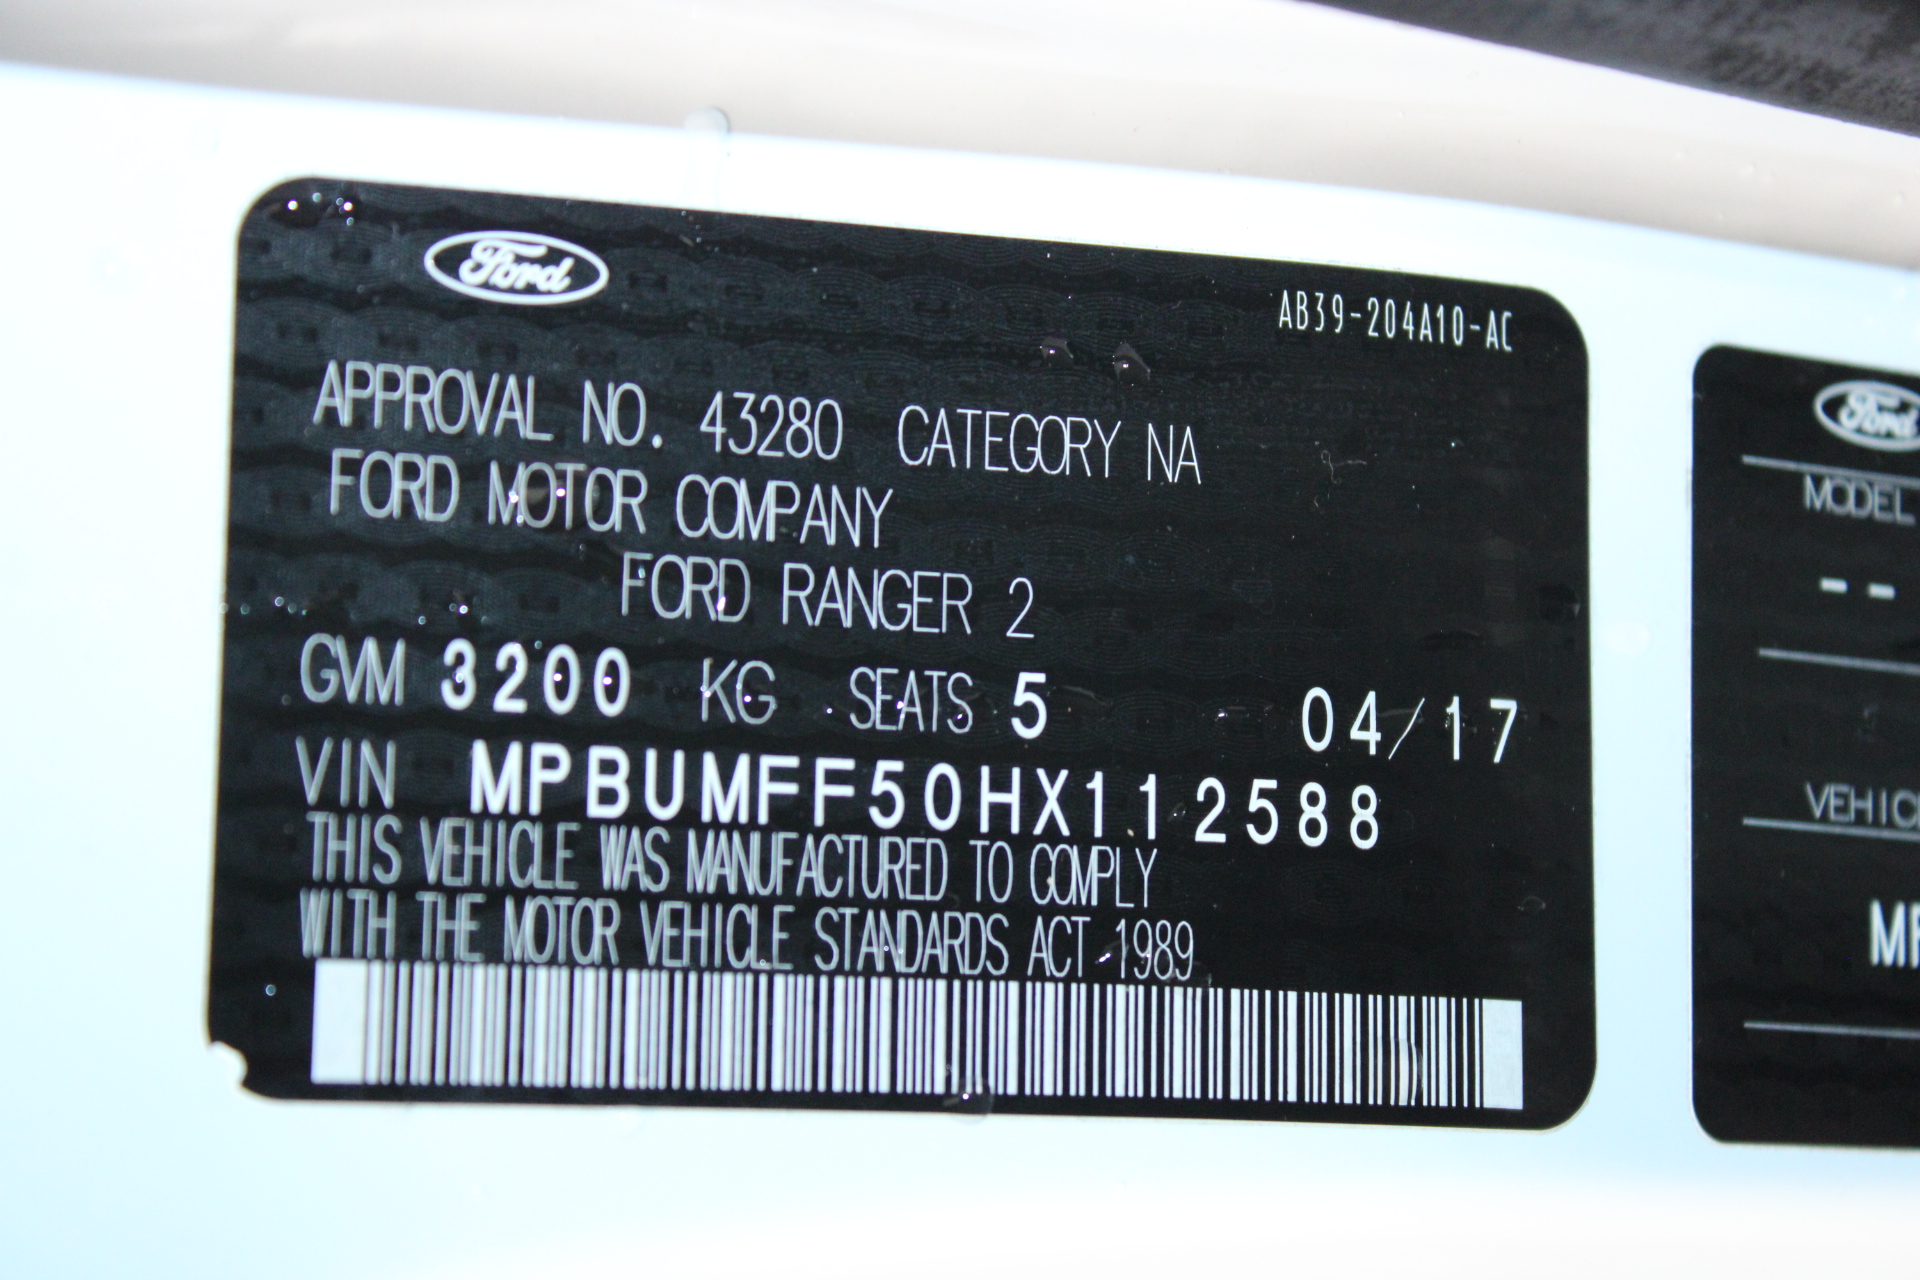 Ford
AB39-204A10-AC
APPROVAL NO. 43280 CATEGORY NA
FORD MOTOR COMPANY
FORD RANGER 2
GVM 3200 KG SEATS 5 04/17
VIN MPBUMFF50HX112588
THIS VEHICLE WAS MANUFACTURED TO COMPLY
WITH THE MOTOR VEHICLE STANDARDS ACT 1989
Ford
MODEL
--